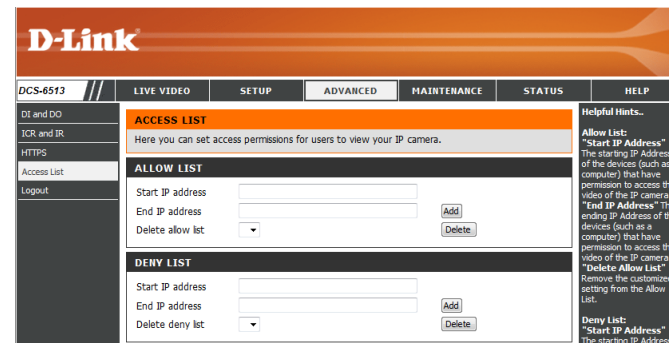 D-Link
DCS-6513 // LIVE VIDEO SETUP ADVANCED MAINTENANCE STATUS HELP
DI and DO
ICR and IR
HTTPS
Access List
Logout
ACCESS LIST
Here you can set access permissions for users to view your IP camera.
ALLOW LIST
Start IP address
End IP address Add
Delete allow list Delete
DENY LIST
Start IP address
End IP address Add
Delete deny list Delete
Helpful Hints..
Allow List:
"Start IP Address"
The starting IP Address
of the devices (such as
computer) that have
permission to access th
video of the IP camera
"End IP Address" Th
ending IP Address of th
devices (such as a
computer) that have
permission to access th
video of the IP camera
"Delete Allow List"
Remove the customized
setting from the Allow
List.
Deny List:
"Start IP Address"
The starting IP Address